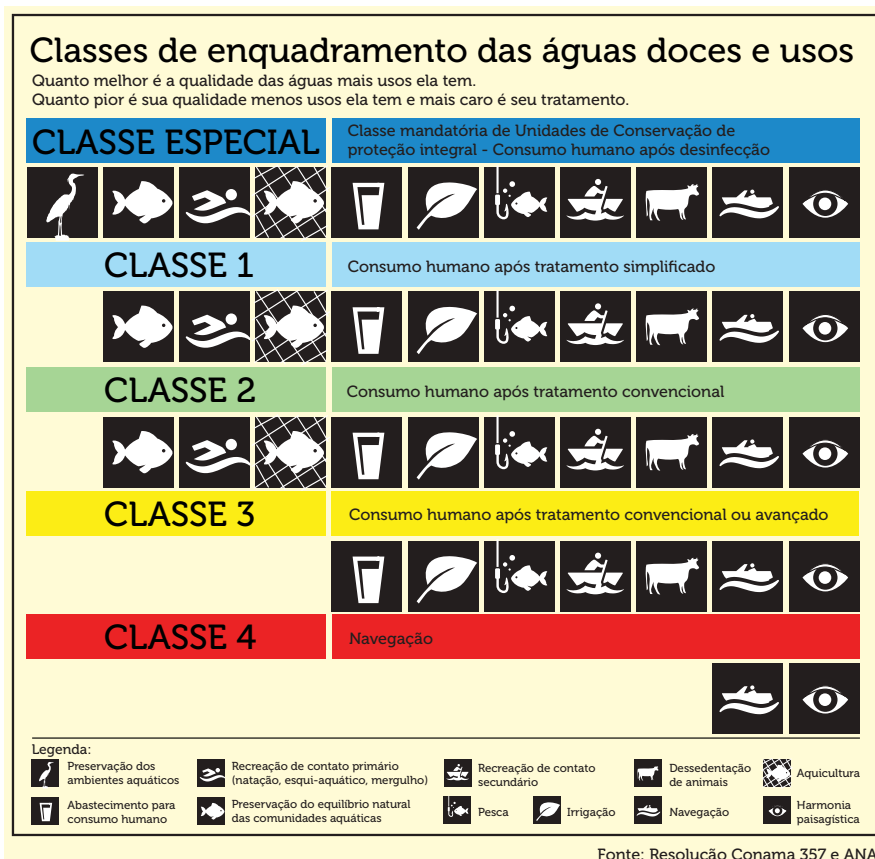 Classes de enquadramento das águas doces e usos
Quanto melhor é a qualidade das águas mais usos ela tem.
Quanto pior é sua qualidade menos usos ela tem e mais caro é seu tratamento.
CLASSE ESPECIAL
Classe mandatória de Unidades de Conservação de
proteção integral - Consumo humano após desinfecção
CLASSE 1
Consumo humano após tratamento simplificado
CLASSE 2
Consumo humano após tratamento convencional
CLASSE 3
Consumo humano após tratamento convencional ou avançado
CLASSE 4
Navegação
Legenda:
Preservação dos
ambientes aquáticos
Recreação de contato primário
(natação, esqui-aquático, mergulho)
Recreação de contato
secundário
Dessedentação
de animais
Aquicultura
Abastecimento para
consumo humano
Preservação do equilíbrio natural
das comunidades aquáticas
Pesca
Irrigação
Navegação
Harmonia
paisagística
Fonte: Resolução Conama 357 e ANA